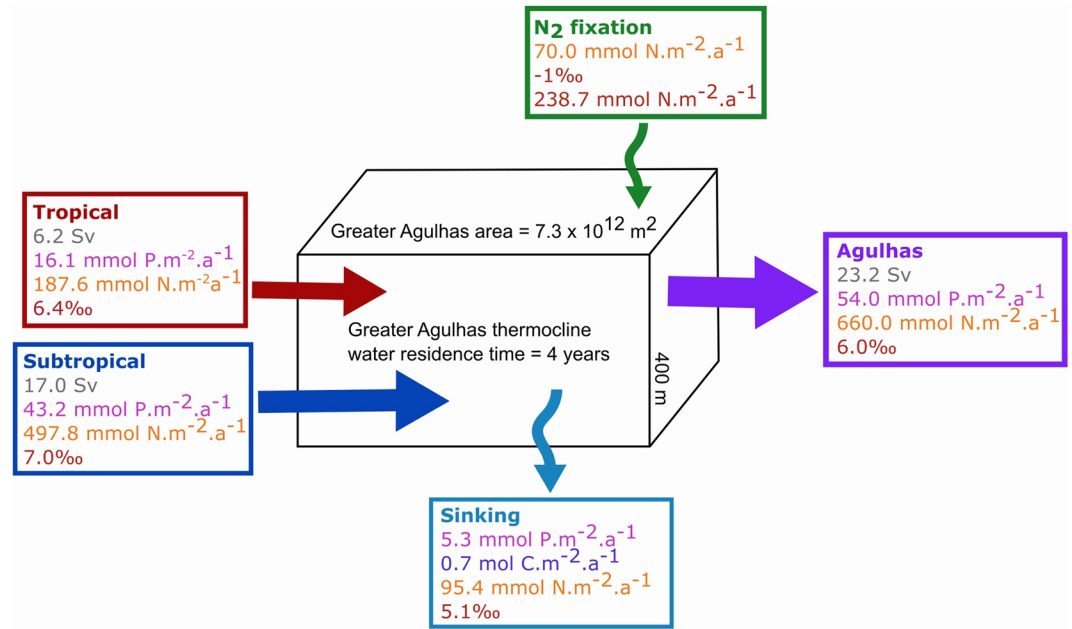 N₂ fixation
70.0 mmol N.m⁻².a⁻¹
-1‰
238.7 mmol N.m⁻².a⁻¹
Greater Agulhas area = 7.3 x 10¹² m²
Tropical
6.2 Sv
16.1 mmol P.m⁻².a⁻¹
187.6 mmol N.m⁻²a⁻¹
6.4‰
Agulhas
23.2 Sv
54.0 mmol P.m⁻².a⁻¹
660.0 mmol N.m⁻².a⁻¹
6.0‰
Greater Agulhas thermocline
water residence time = 4 years
400 m
Subtropical
17.0 Sv
43.2 mmol P.m⁻².a⁻¹
497.8 mmol N.m⁻².a⁻¹
7.0‰
Sinking
5.3 mmol P.m⁻².a⁻¹
0.7 mol C.m⁻².a⁻¹
95.4 mmol N.m⁻².a⁻¹
5.1‰